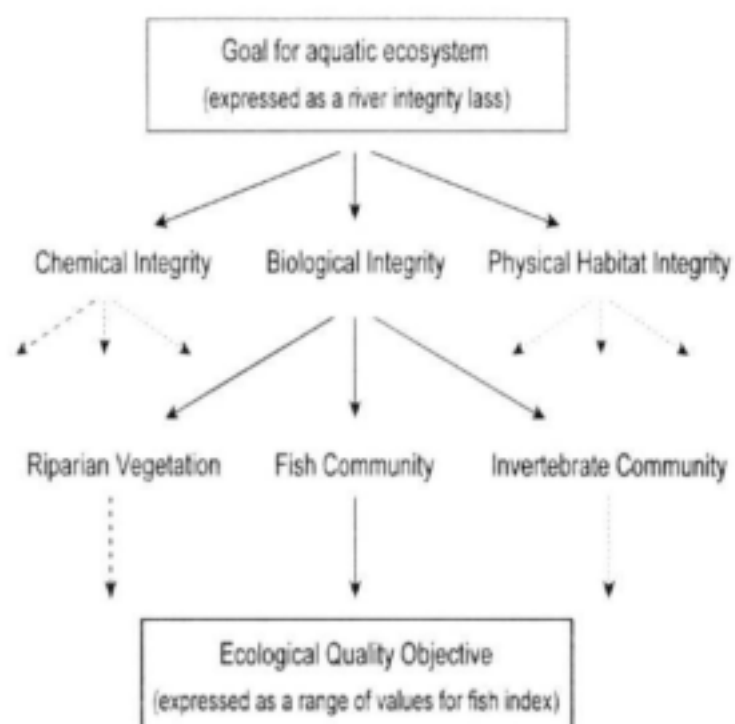 Goal for aquatic ecosystem
(expressed as a river integrity lass)
Chemical Integrity Biological Integrity Physical Habitat Integrity
Riparian Vegetation Fish Community Invertebrate Community
Ecological Quality Objective
(expressed as a range of values for fish index)